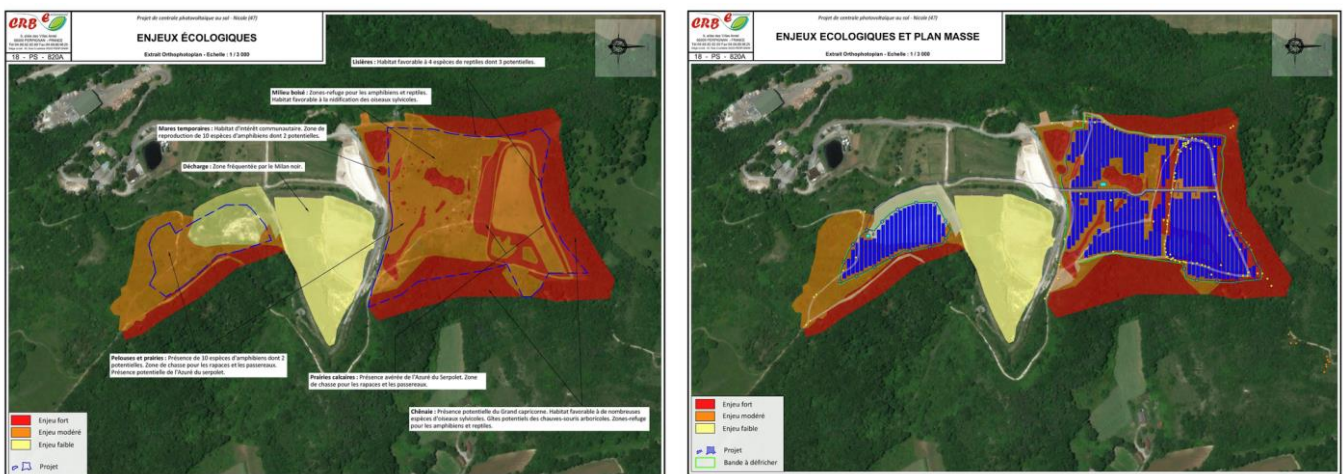 CRBe
Projet de centrale photovoltaïque au sol - Nicole (47)
ENJEUX ÉCOLOGIQUES
Extrait Orthophotoplan - Echelle : 1 / 3 000
18 - PS - 820A
Lisières : Habitat favorable à 4 espèces de reptiles dont 3 potentielles.
Milieu boisé : Zones-refuge pour les amphibiens et reptiles.
Habitat favorable à la nidification des oiseaux sylvicoles.
Mares temporaires : Habitat d'intérêt communautaire. Zone de
reproduction de 10 espèces d'amphibiens dont 2 potentielles.
Décharge : Zone fréquentée par le Milan noir.
Pelouses et prairies : Présence de 10 espèces d'amphibiens dont 2
potentielles. Zone de chasse pour les rapaces et les passereaux.
Présence potentielle de l'Azuré du serpolet.
Prairies calcaires : Présence avérée de l'Azuré du Serpolet. Zone
de chasse pour les rapaces et les passereaux.
Chênaie : Présence potentielle du Grand capricorne. Habitat favorable à de nombreuses
espèces d'oiseaux sylvicoles. Gîtes potentiels des chauves-souris arboricoles. Zones-refuge
pour les amphibiens et reptiles.
Enjeu fort
Enjeu modéré
Enjeu faible
Projet
CRBe
Projet de centrale photovoltaïque au sol - Nicole (47)
ENJEUX ECOLOGIQUES ET PLAN MASSE
Extrait Orthophotoplan - Echelle : 1 / 3 000
18 - PS - 820A
Enjeu fort
Enjeu modéré
Enjeu faible
Projet
Bande à défricher